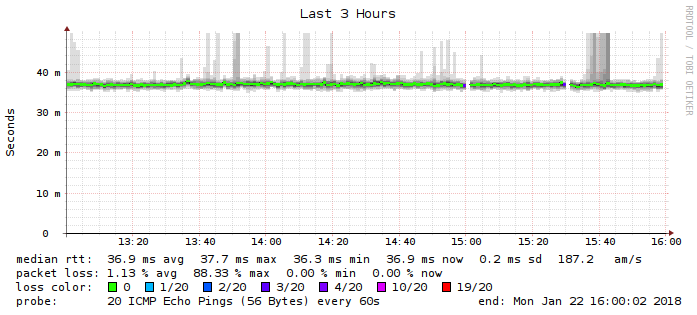 Last 3 Hours
RRDTOOL / TOBI OETIKER
Seconds
40 m
30 m
20 m
10 m
0
13:20 13:40 14:00 14:20 14:40 15:00 15:20 15:40 16:00
median rtt: 36.9 ms avg 37.7 ms max 36.3 ms min 36.9 ms now 0.2 ms sd 187.2 am/s
packet loss: 1.13 % avg 88.33 % max 0.00 % min 0.00 % now
loss color: 0 1/20 2/20 3/20 4/20 10/20 19/20
probe: 20 ICMP Echo Pings (56 Bytes) every 60s end: Mon Jan 22 16:00:02 2018